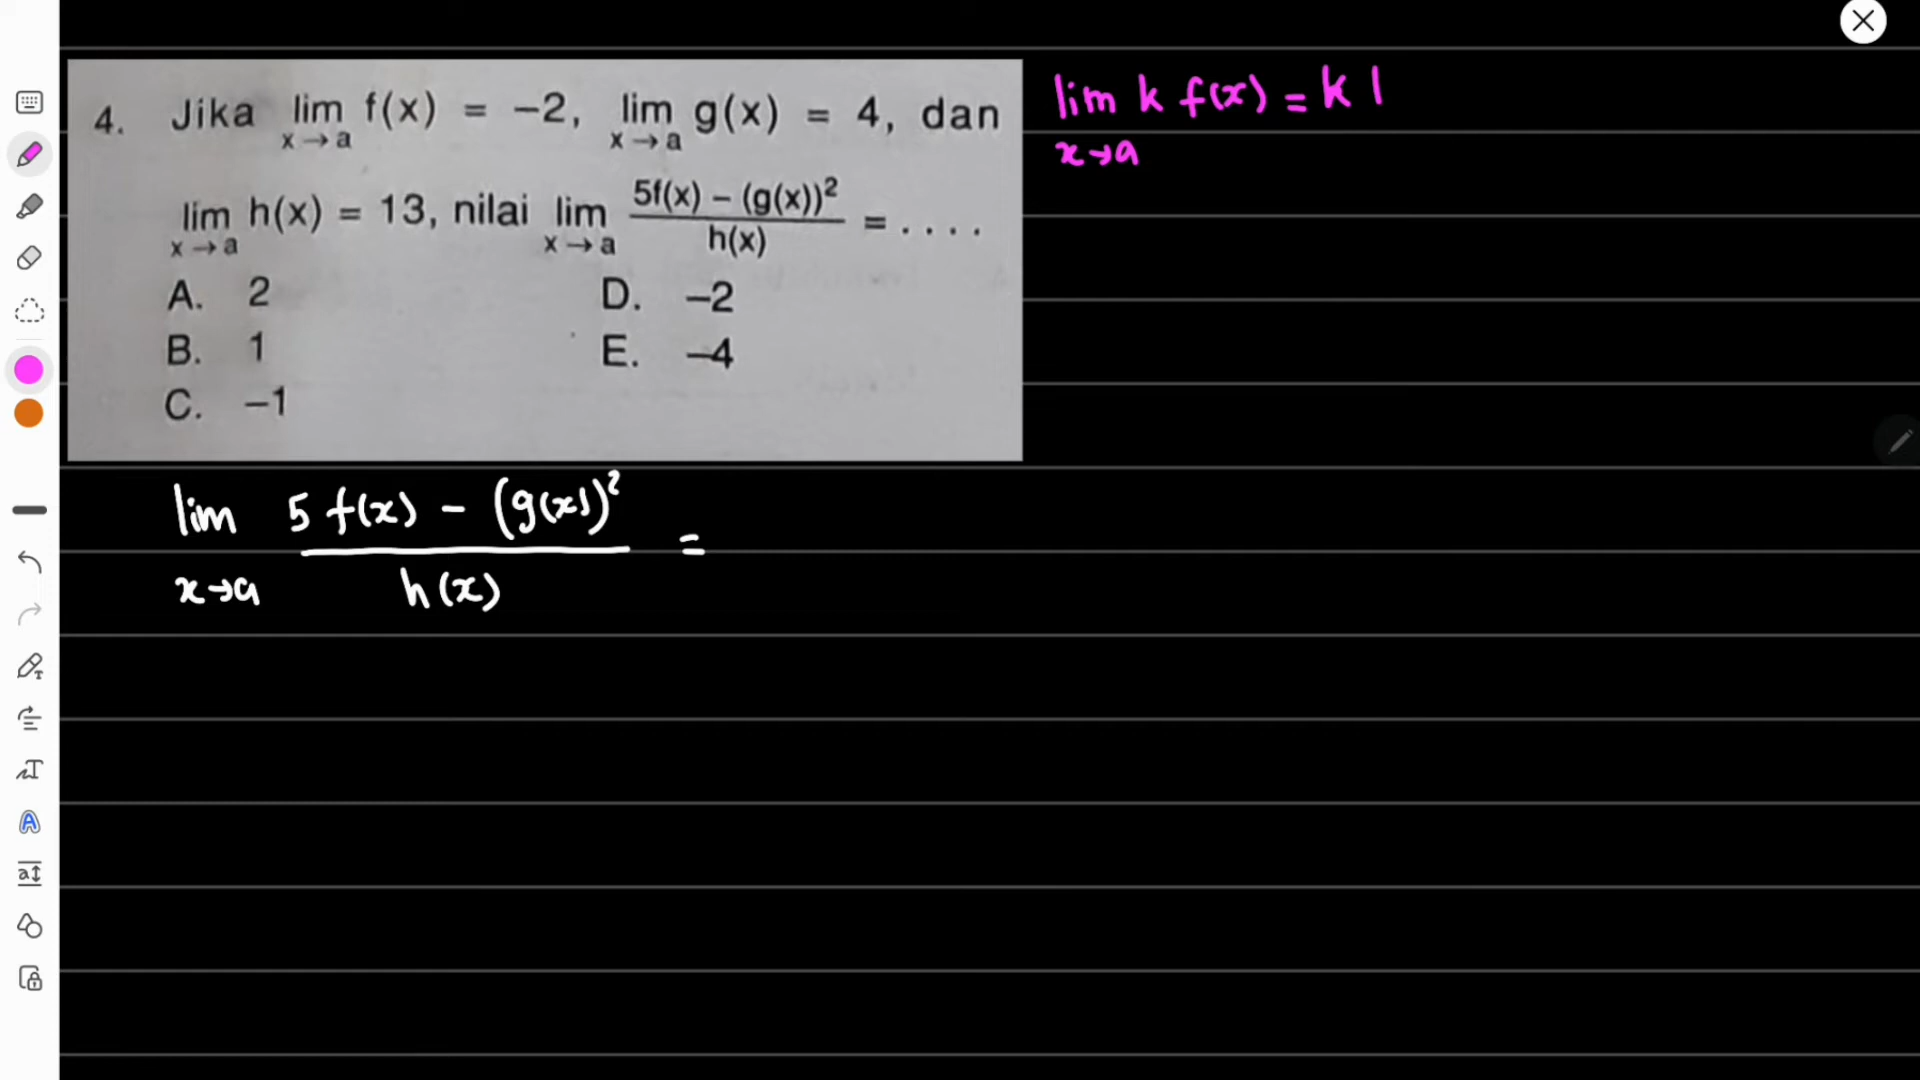 4. Jika lim f(x) = −2, lim g(x) = 4, dan
x→a x→a
lim h(x) = 13, nilai lim 5f(x) − (g(x))² / h(x) = ....
x→a x→a
A. 2 D. −2
B. 1 E. −4
C. −1
lim k f(x) = k l
x→a
lim 5 f(x) − (g(x))² / h(x) =
x→a